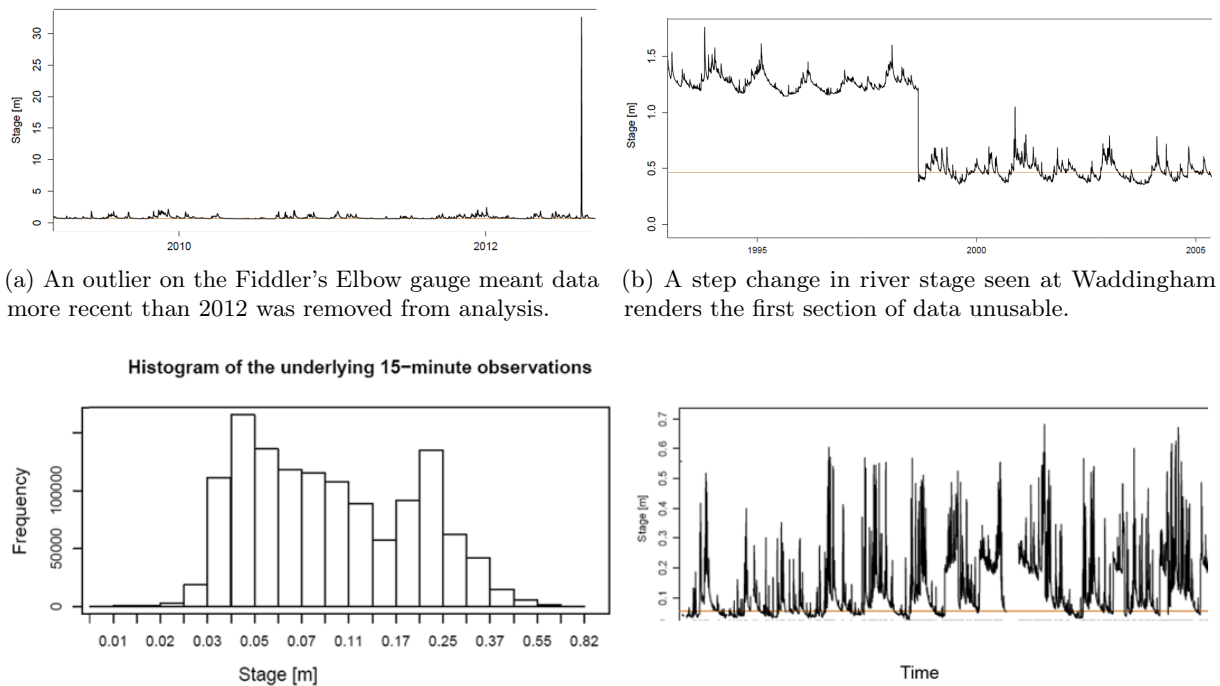 30
25
20
15
10
5
0
Stage [m]
2010
2012
1.5
1.0
0.5
0.0
Stage [m]
1995
2000
2005
(a) An outlier on the Fiddler's Elbow gauge meant data
more recent than 2012 was removed from analysis.
(b) A step change in river stage seen at Waddingham
renders the first section of data unusable.
Histogram of the underlying 15−minute observations
100000
50000
0
Frequency
0.01 0.02 0.03 0.05 0.07 0.11 0.17 0.25 0.37 0.55 0.82
Stage [m]
0.7
0.6
0.5
0.4
0.3
0.2
0.1
Stage [m]
Time